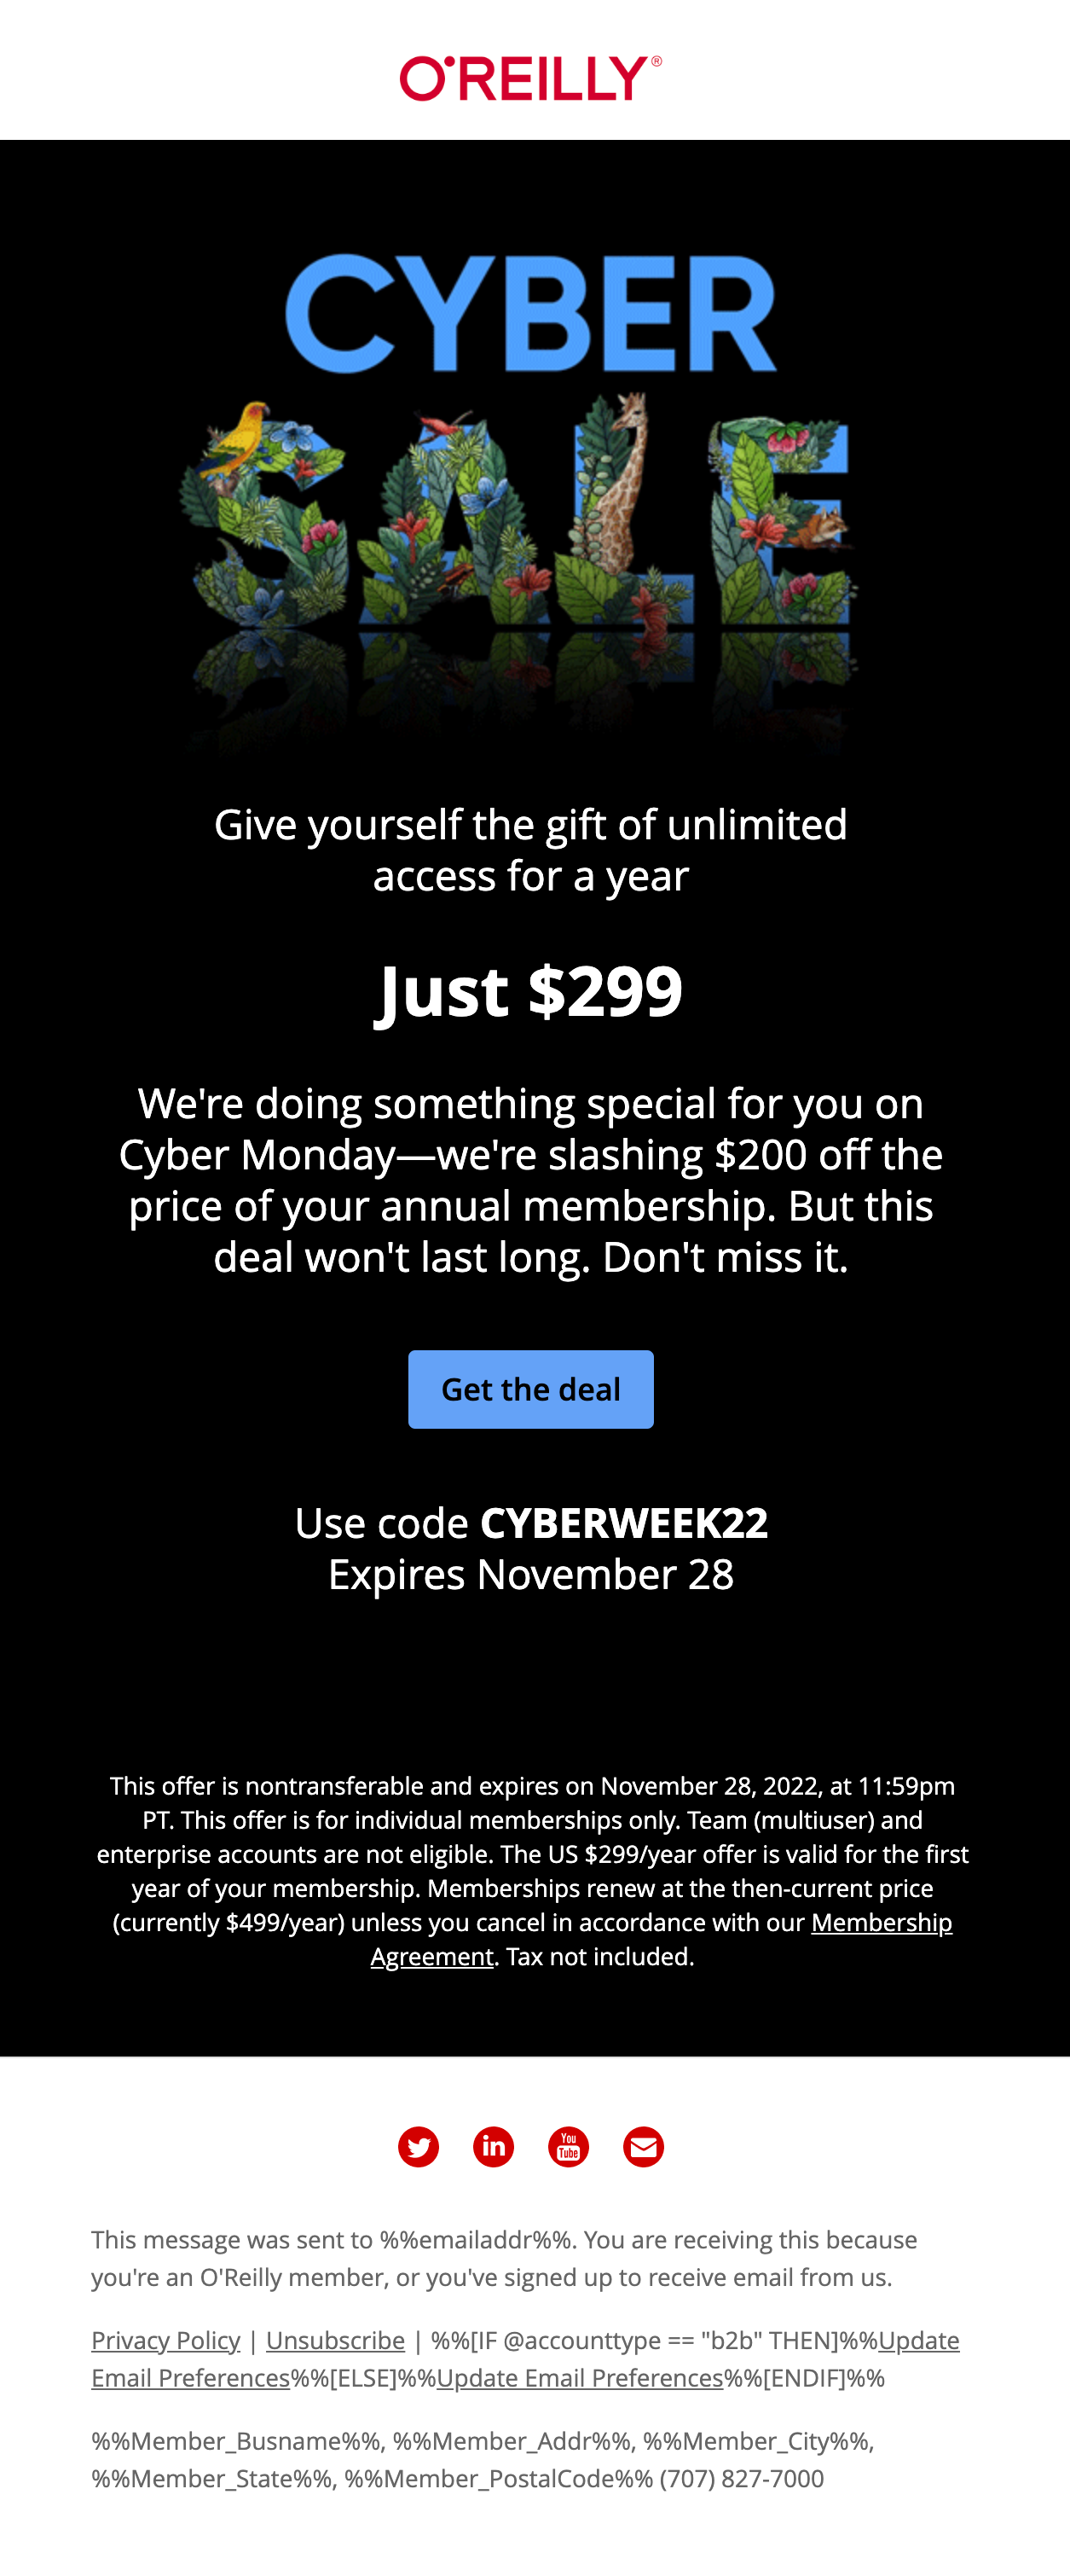 O'REILLY®
CYBER
SALE
Give yourself the gift of unlimited
access for a year
Just $299
We're doing something special for you on
Cyber Monday—we're slashing $200 off the
price of your annual membership. But this
deal won't last long. Don't miss it.
Get the deal
Use code CYBERWEEK22
Expires November 28
This offer is nontransferable and expires on November 28, 2022, at 11:59pm
PT. This offer is for individual memberships only. Team (multiuser) and
enterprise accounts are not eligible. The US $299/year offer is valid for the first
year of your membership. Memberships renew at the then-current price
(currently $499/year) unless you cancel in accordance with our Membership
Agreement. Tax not included.
in
You
Tube
This message was sent to %%emailaddr%%. You are receiving this because
you're an O'Reilly member, or you've signed up to receive email from us.
Privacy Policy | Unsubscribe | %%[IF @accounttype == "b2b" THEN]%%Update
Email Preferences%%[ELSE]%%Update Email Preferences%%[ENDIF]%%
%%Member_Busname%%, %%Member_Addr%%, %%Member_City%%,
%%Member_State%%, %%Member_PostalCode%% (707) 827-7000